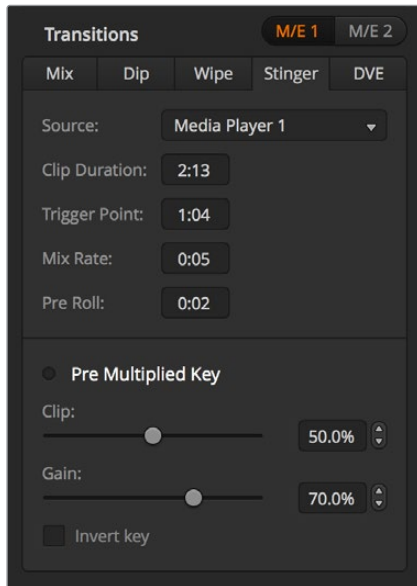 Transitions M/E 1 M/E 2
Mix Dip Wipe Stinger DVE
Source: Media Player 1
Clip Duration: 2:13
Trigger Point: 1:04
Mix Rate: 0:05
Pre Roll: 0:02
Pre Multiplied Key
Clip:
50.0%
Gain:
70.0%
Invert key